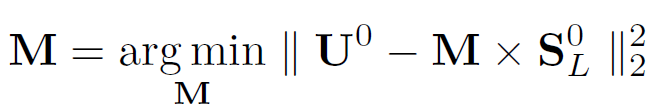 M = arg min ‖ U⁰ − M × S⁰_L ‖²₂
M